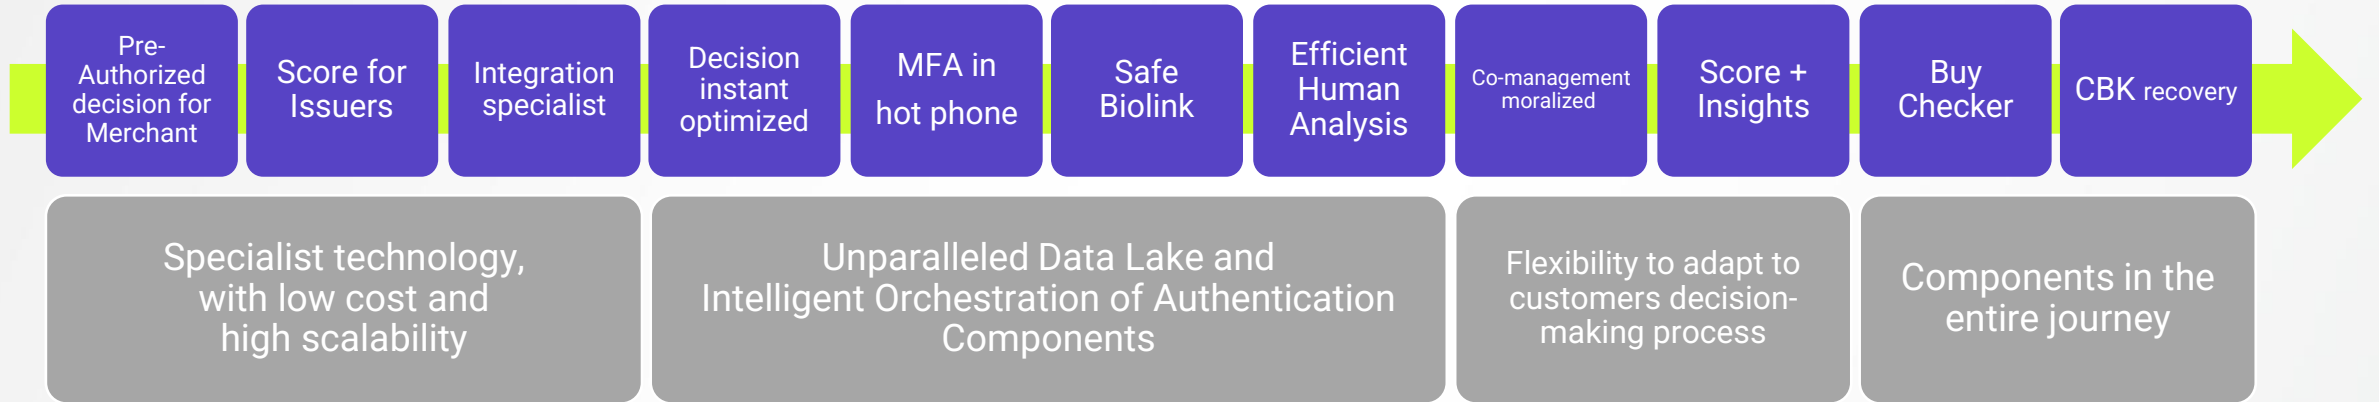 Pre-
Authorized
decision for
Merchant
Score for
Issuers
Integration
specialist
Decision
instant
optimized
MFA in
hot phone
Safe
Biolink
Efficient
Human
Analysis
Co-management
moralized
Score +
Insights
Buy
Checker
CBK recovery
Specialist technology,
with low cost and
high scalability
Unparalleled Data Lake and
Intelligent Orchestration of Authentication
Components
Flexibility to adapt to
customers decision-
making process
Components in the
entire journey